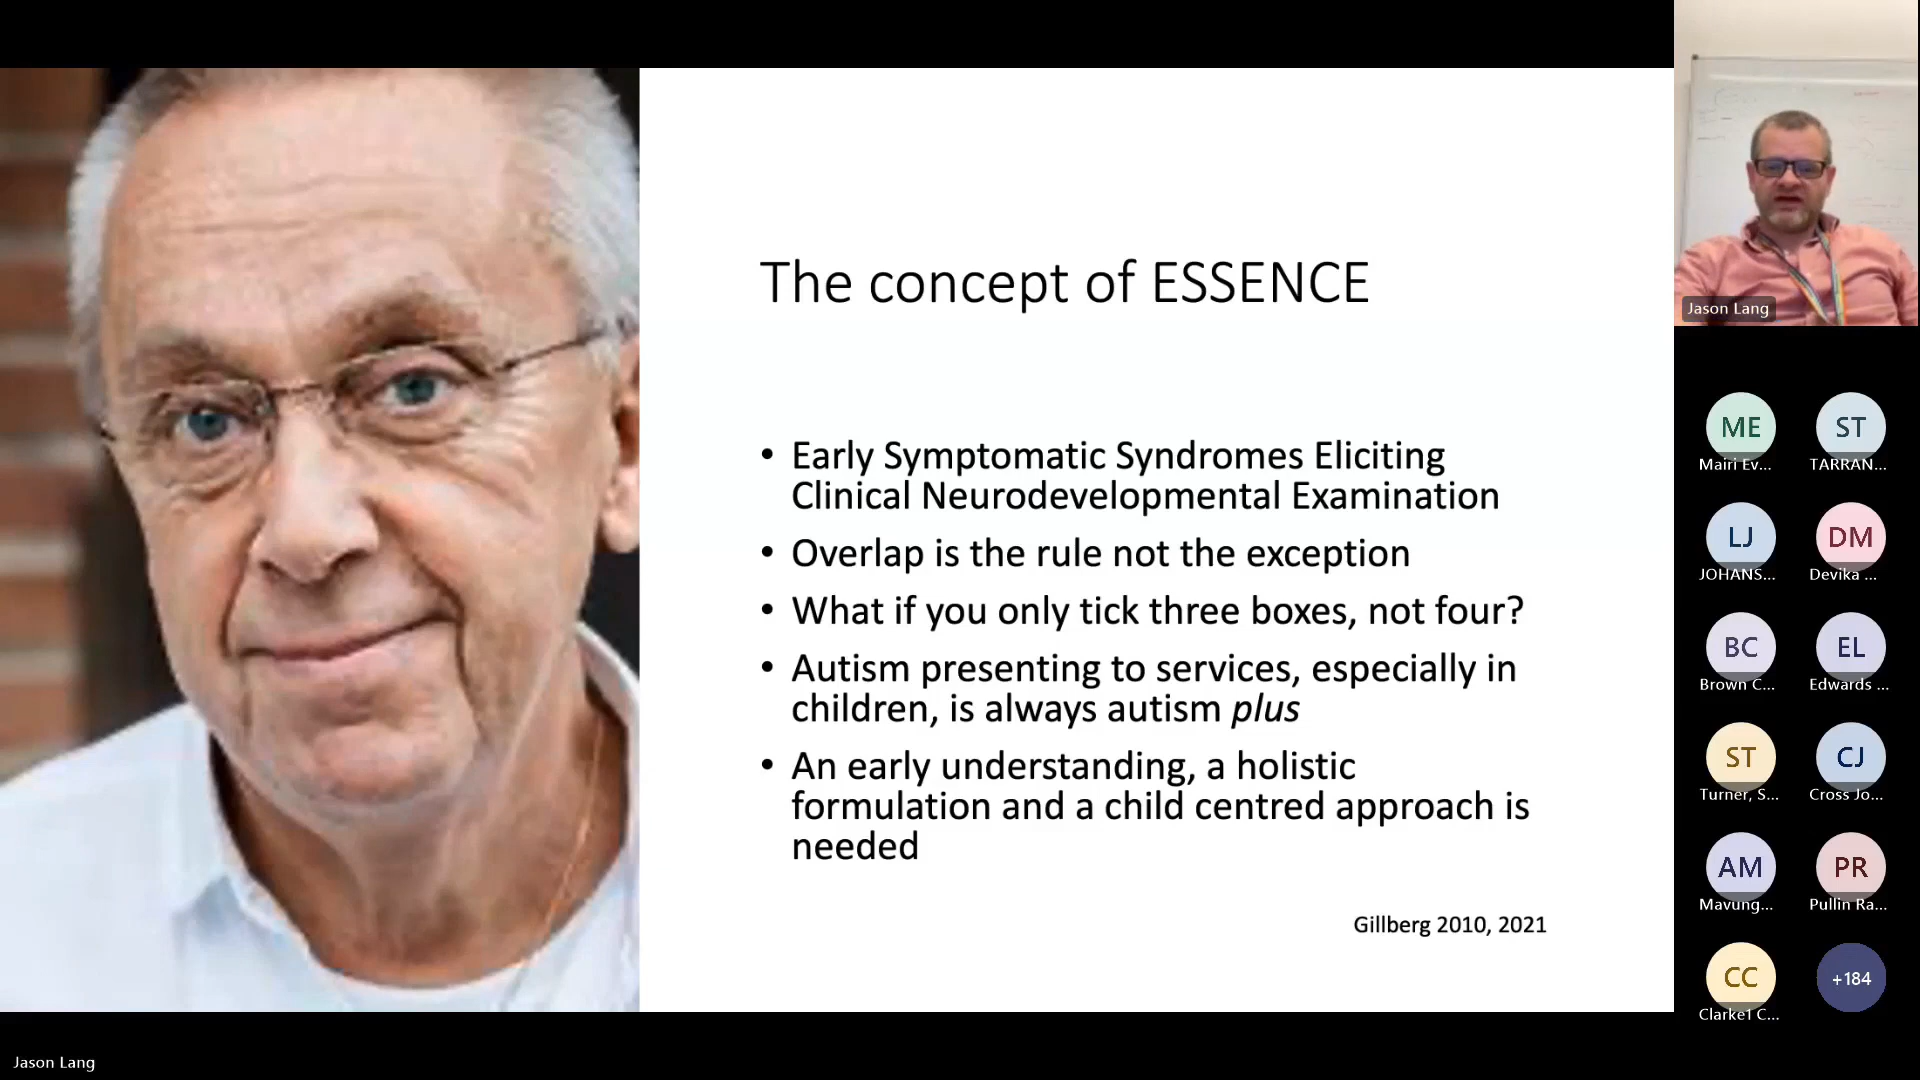 The concept of ESSENCE
• Early Symptomatic Syndromes Eliciting
Clinical Neurodevelopmental Examination
• Overlap is the rule not the exception
• What if you only tick three boxes, not four?
• Autism presenting to services, especially in
children, is always autism plus
• An early understanding, a holistic
formulation and a child centred approach is
needed
Gillberg 2010, 2021
Jason Lang
ME
Mairi Ev...
ST
TARRAN...
LJ
JOHANS...
DM
Devika ...
BC
Brown C...
EL
Edwards ...
ST
Turner, S...
CJ
Cross Jo...
AM
Mavung...
PR
Pullin Ra...
CC
Clarke1 C...
+184
Jason Lang